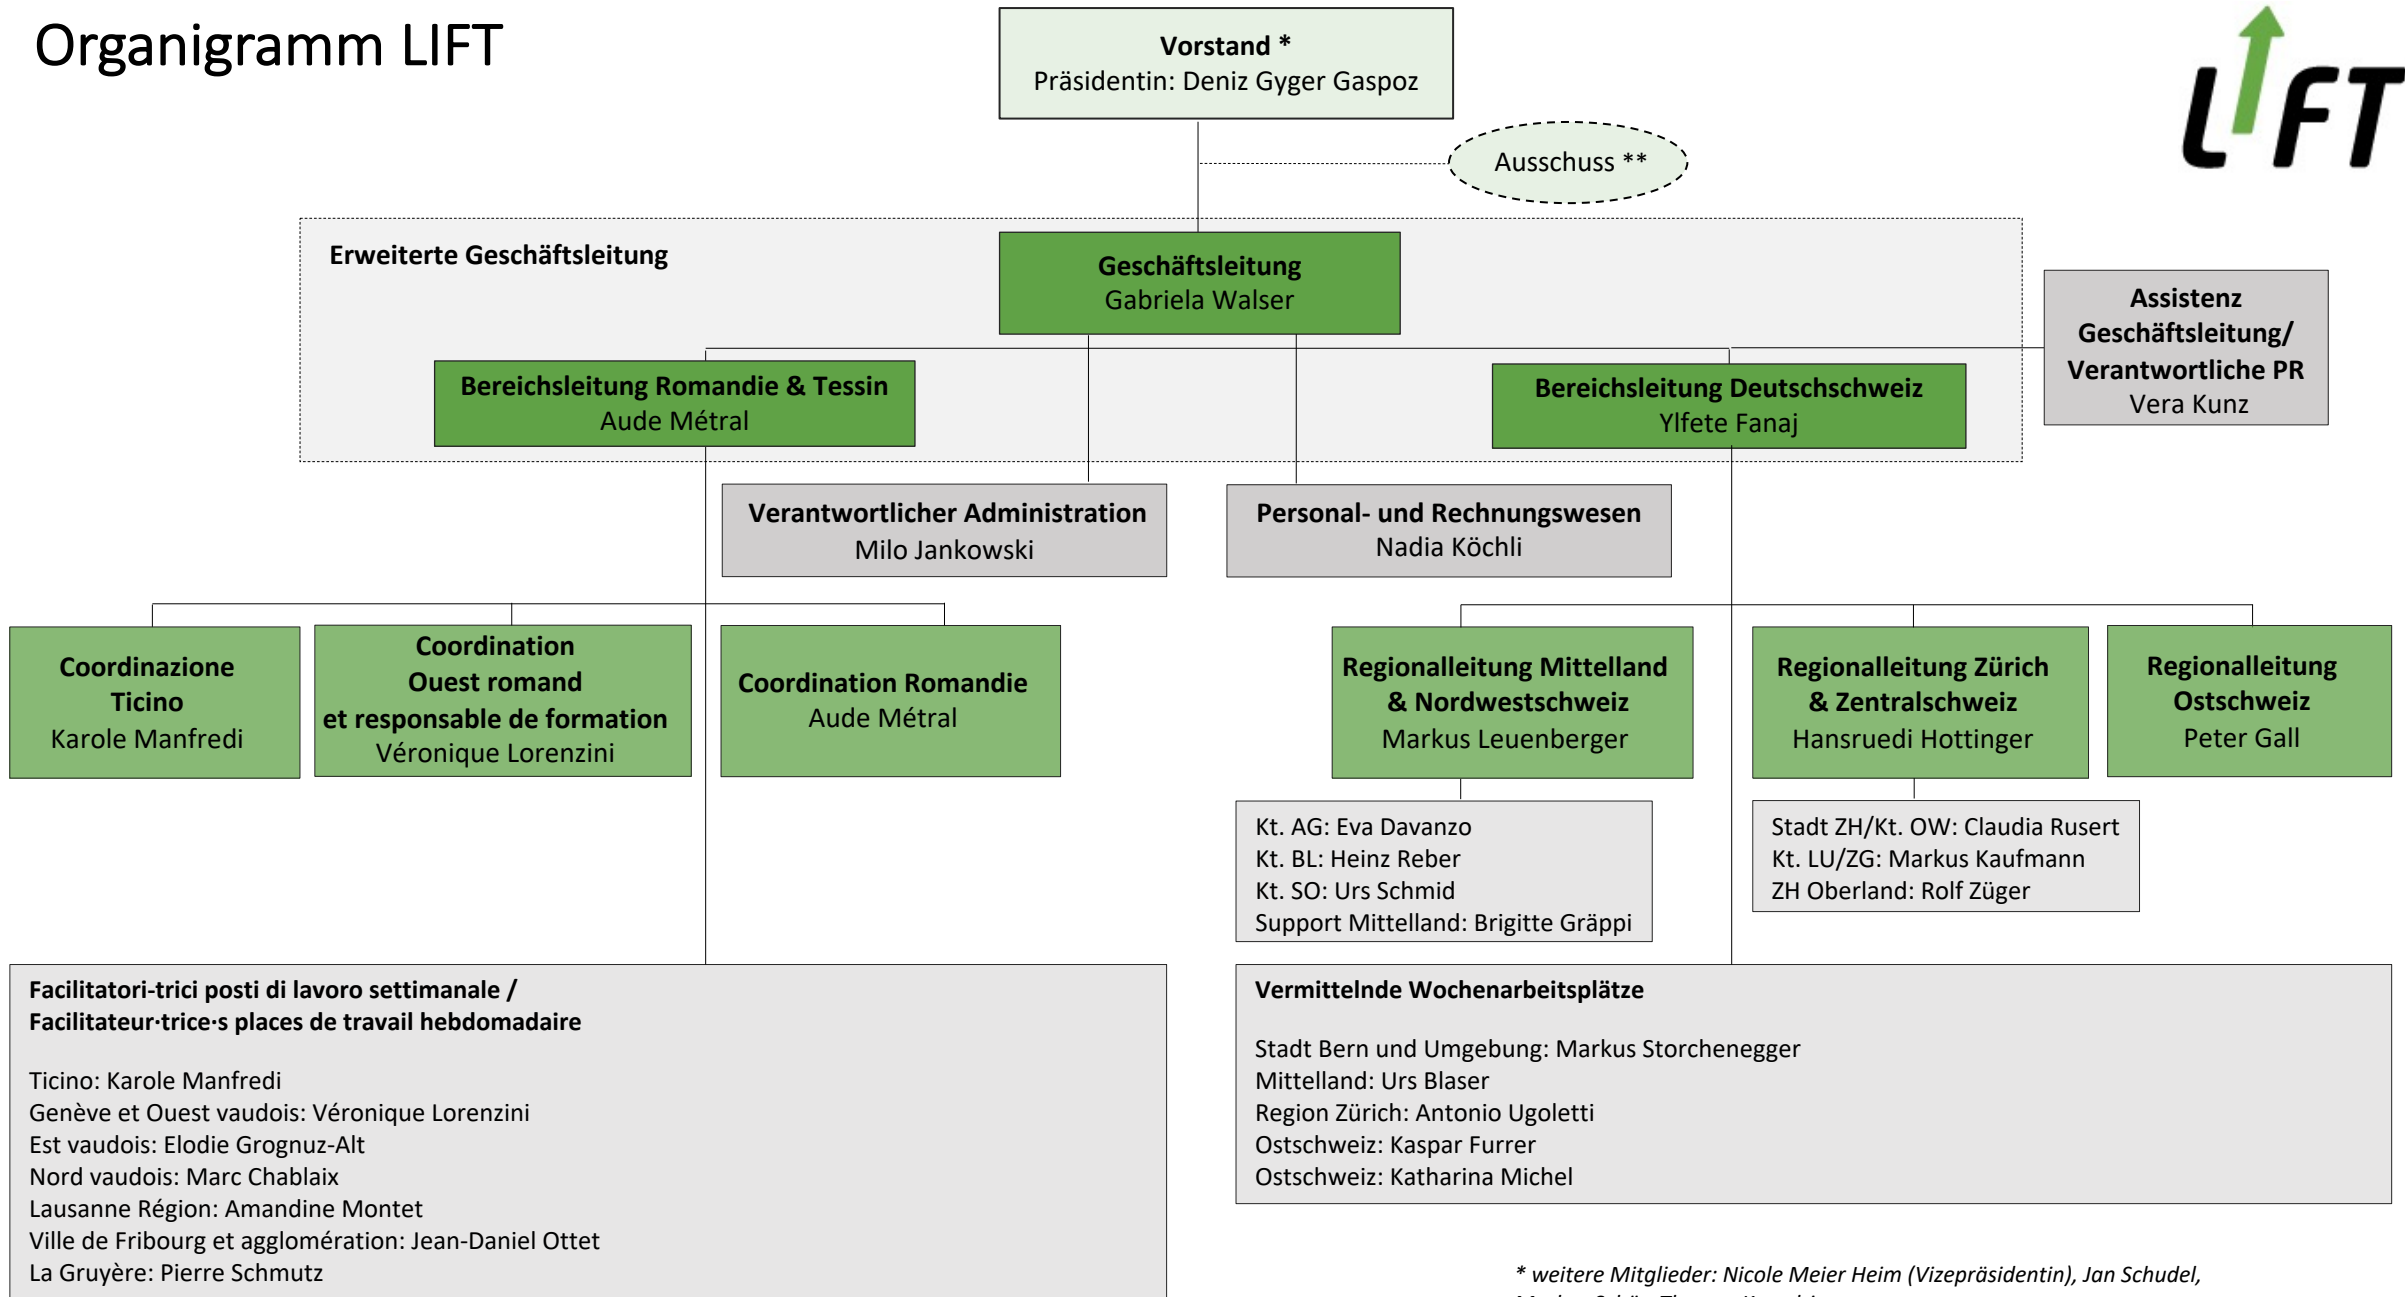 Organigramm LIFT
Vorstand *
Präsidentin: Deniz Gyger Gaspoz
LIFT
Ausschuss **
Erweiterte Geschäftsleitung
Geschäftsleitung
Gabriela Walser
Assistenz
Geschäftsleitung/
Verantwortliche PR
Vera Kunz
Bereichsleitung Romandie & Tessin
Aude Métral
Bereichsleitung Deutschschweiz
Ylfete Fanaj
Verantwortlicher Administration
Milo Jankowski
Personal- und Rechnungswesen
Nadia Köchli
Coordinazione
Ticino
Karole Manfredi
Coordination
Ouest romand
et responsable de formation
Véronique Lorenzini
Coordination Romandie
Aude Métral
Regionalleitung Mittelland
& Nordwestschweiz
Markus Leuenberger
Regionalleitung Zürich
& Zentralschweiz
Hansruedi Hottinger
Regionalleitung
Ostschweiz
Peter Gall
Kt. AG: Eva Davanzo
Kt. BL: Heinz Reber
Kt. SO: Urs Schmid
Support Mittelland: Brigitte Gräppi
Stadt ZH/Kt. OW: Claudia Rusert
Kt. LU/ZG: Markus Kaufmann
ZH Oberland: Rolf Züger
Facilitatori-trici posti di lavoro settimanale /
Facilitateur·trice·s places de travail hebdomadaire
Ticino: Karole Manfredi
Genève et Ouest vaudois: Véronique Lorenzini
Est vaudois: Elodie Grognuz-Alt
Nord vaudois: Marc Chablaix
Lausanne Région: Amandine Montet
Ville de Fribourg et agglomération: Jean-Daniel Ottet
La Gruyère: Pierre Schmutz
Vermittelnde Wochenarbeitsplätze
Stadt Bern und Umgebung: Markus Storchenegger
Mittelland: Urs Blaser
Region Zürich: Antonio Ugoletti
Ostschweiz: Kaspar Furrer
Ostschweiz: Katharina Michel
* weitere Mitglieder: Nicole Meier Heim (Vizepräsidentin), Jan Schudel,